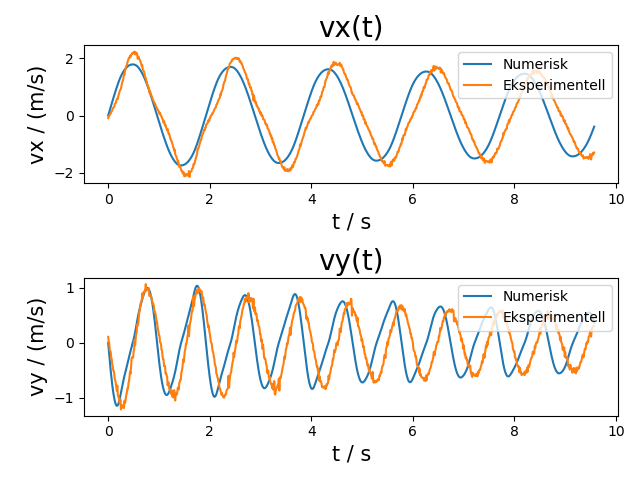 vx(t)
vx / (m/s)
2
0
−2
Numerisk
Eksperimentell
0
2
4
6
8
10
t / s
vy(t)
vy / (m/s)
1
0
−1
Numerisk
Eksperimentell
0
2
4
6
8
10
t / s